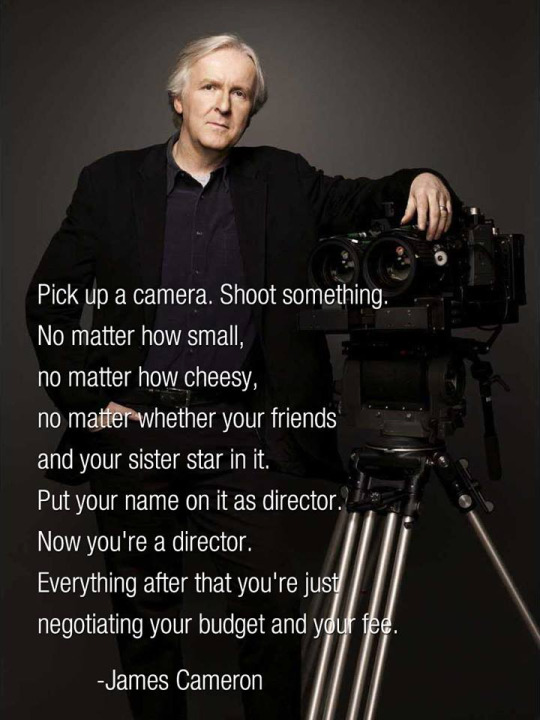 Pick up a camera. Shoot something.
No matter how small,
no matter how cheesy,
no matter whether your friends
and your sister star in it.
Put your name on it as director.
Now you're a director.
Everything after that you're just
negotiating your budget and your fee.
-James Cameron